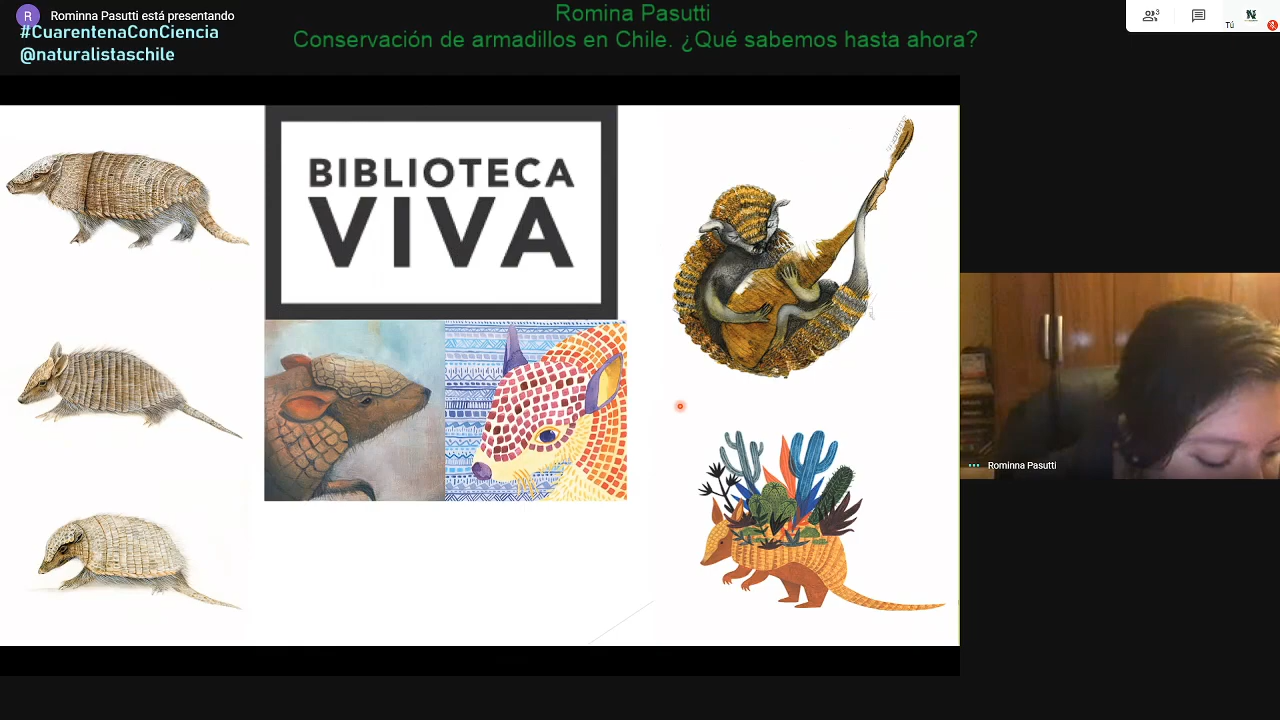 R Rominna Pasutti está presentando
#CuarentenaConCiencia
@naturalistaschile
Romina Pasutti
Conservación de armadillos en Chile. ¿Qué sabemos hasta ahora?
3
Tú
BIBLIOTECA
VIVA
Rominna Pasutti